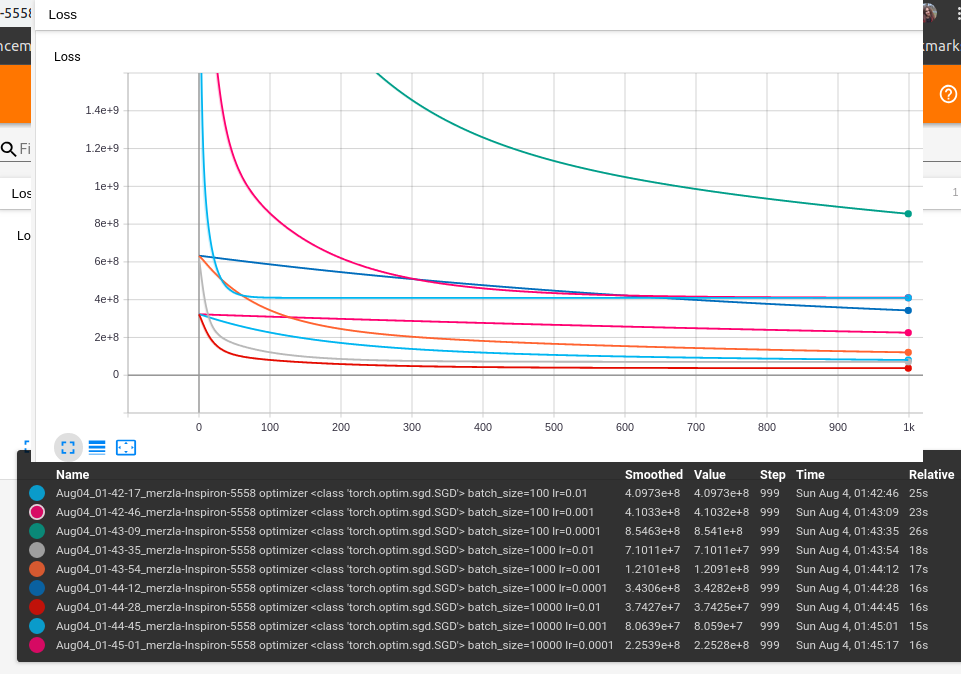 -5558
Loss
ncem
mark
Loss
Fi
Los
1
Lo
1.4e+9
1.2e+9
1e+9
8e+8
6e+8
4e+8
2e+8
0
0 100 200 300 400 500 600 700 800 900 1k
Name Smoothed Value Step Time Relative
Aug04_01-42-17_merzla-Inspiron-5558 optimizer <class 'torch.optim.sgd.SGD'> batch_size=100 lr=0.01 4.0973e+8 4.0973e+8 999 Sun Aug 4, 01:42:46 25s
Aug04_01-42-46_merzla-Inspiron-5558 optimizer <class 'torch.optim.sgd.SGD'> batch_size=100 lr=0.001 4.1033e+8 4.1032e+8 999 Sun Aug 4, 01:43:09 23s
Aug04_01-43-09_merzla-Inspiron-5558 optimizer <class 'torch.optim.sgd.SGD'> batch_size=100 lr=0.0001 8.5463e+8 8.541e+8 999 Sun Aug 4, 01:43:35 26s
Aug04_01-43-35_merzla-Inspiron-5558 optimizer <class 'torch.optim.sgd.SGD'> batch_size=1000 lr=0.01 7.1011e+7 7.1011e+7 999 Sun Aug 4, 01:43:54 18s
Aug04_01-43-54_merzla-Inspiron-5558 optimizer <class 'torch.optim.sgd.SGD'> batch_size=1000 lr=0.001 1.2101e+8 1.2091e+8 999 Sun Aug 4, 01:44:12 17s
Aug04_01-44-12_merzla-Inspiron-5558 optimizer <class 'torch.optim.sgd.SGD'> batch_size=1000 lr=0.0001 3.4306e+8 3.4282e+8 999 Sun Aug 4, 01:44:28 16s
Aug04_01-44-28_merzla-Inspiron-5558 optimizer <class 'torch.optim.sgd.SGD'> batch_size=10000 lr=0.01 3.7427e+7 3.7425e+7 999 Sun Aug 4, 01:44:45 16s
Aug04_01-44-45_merzla-Inspiron-5558 optimizer <class 'torch.optim.sgd.SGD'> batch_size=10000 lr=0.001 8.0639e+7 8.059e+7 999 Sun Aug 4, 01:45:01 15s
Aug04_01-45-01_merzla-Inspiron-5558 optimizer <class 'torch.optim.sgd.SGD'> batch_size=10000 lr=0.0001 2.2539e+8 2.2528e+8 999 Sun Aug 4, 01:45:17 16s